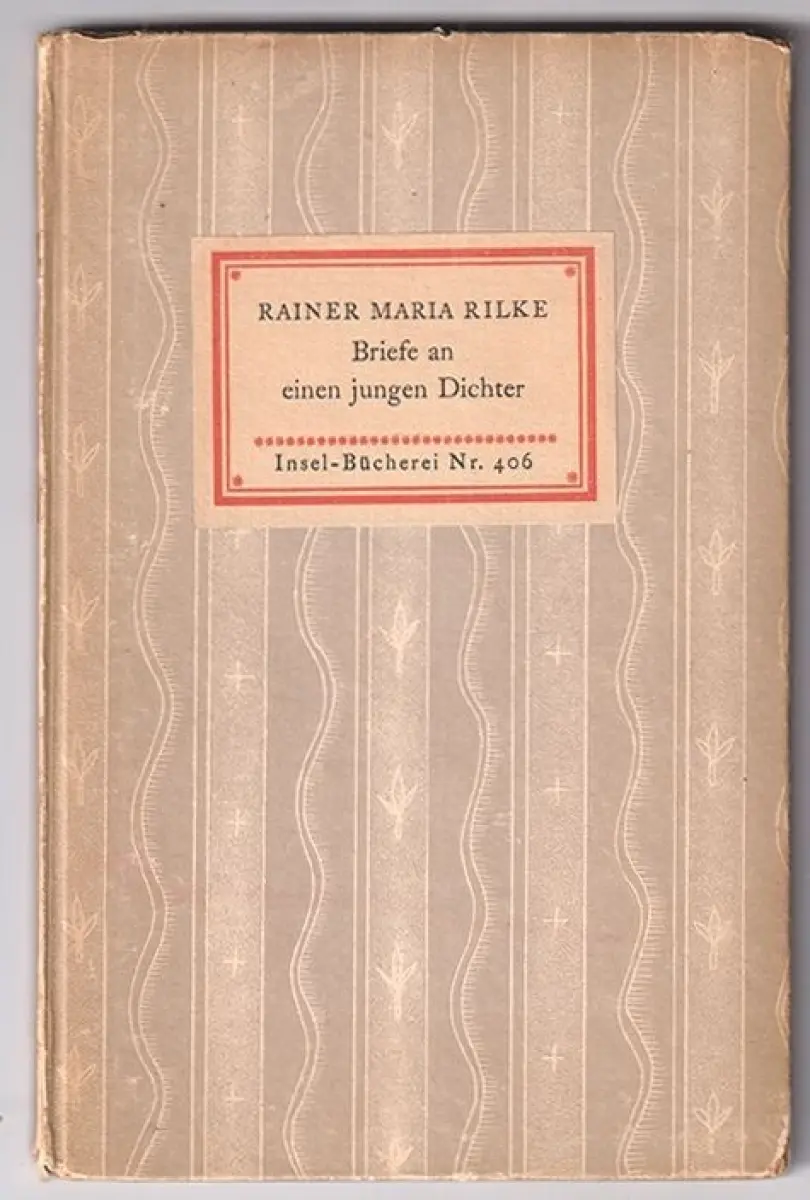 RAINER MARIA RILKE
Briefe an
einen jungen Dichter
Insel-Bücherei Nr. 406